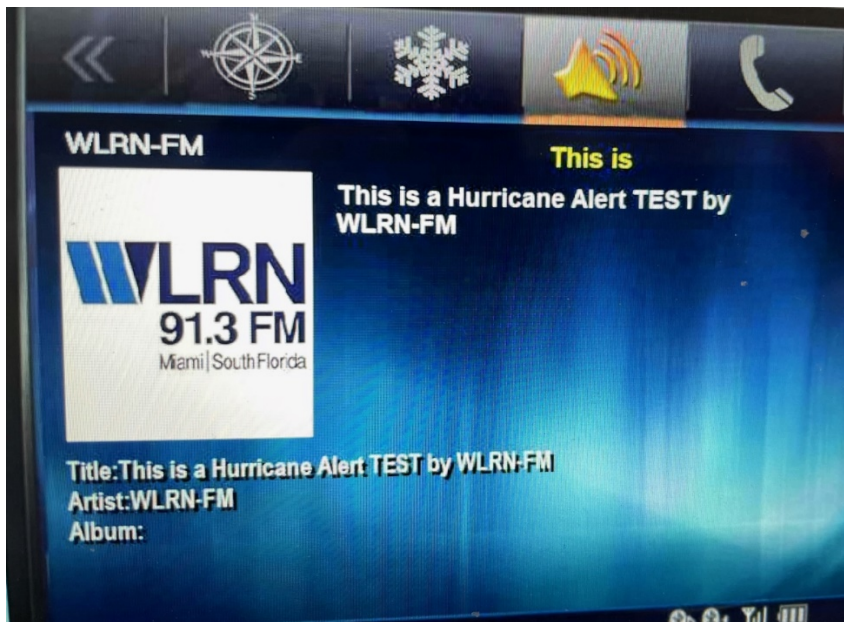 WLRN-FM
This is
This is a Hurricane Alert TEST by
WLRN-FM
WLRN
91.3 FM
Miami | South Florida
Title:This is a Hurricane Alert TEST by WLRN-FM
Artist:WLRN-FM
Album: